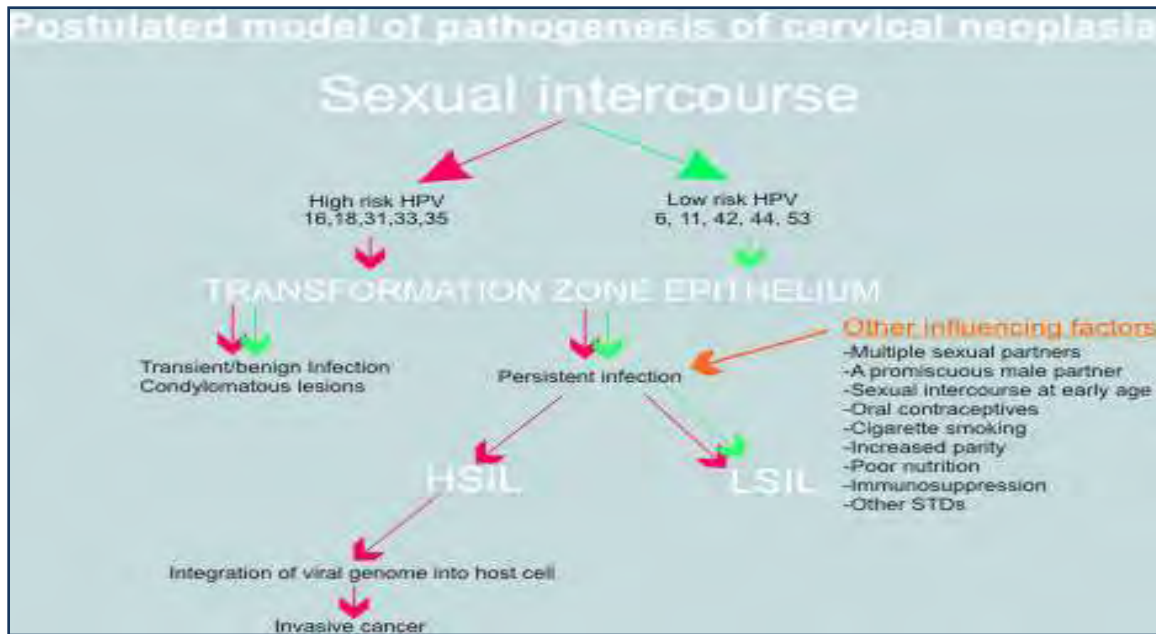 Postulated model of pathogenesis of cervical neoplasia
Sexual intercourse
High risk HPV
16,18,31,33,35
Low risk HPV
6, 11, 42, 44, 53
TRANSFORMATION ZONE EPITHELIUM
Transient/benign Infection
Condylomatous lesions
Persistent infection
Other influencing factors
-Multiple sexual partners
-A promiscuous male partner
-Sexual intercourse at early age
-Oral contraceptives
-Cigarette smoking
-Increased parity
-Poor nutrition
-Immunosuppression
-Other STDs
HSIL
LSIL
Integration of viral genome into host cell
Invasive cancer